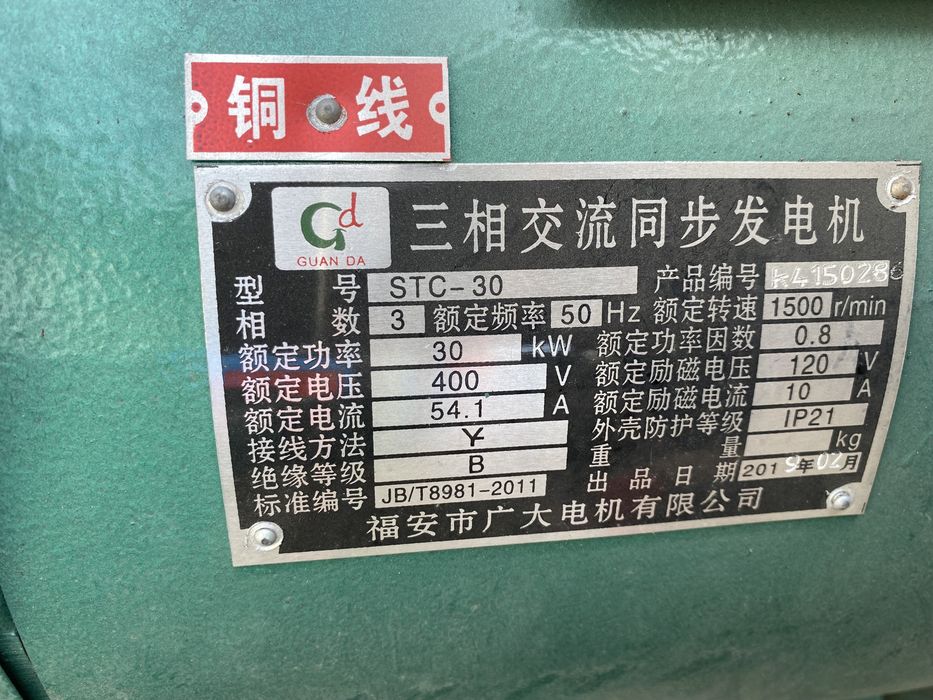 铜 线
Gd
GUAN DA
三相交流同步发电机
型 号 STC-30 产品编号 K4150286
相 数 3 额定频率 50 Hz 额定转速 1500 r/min
额定功率 30 kW 额定功率因数 0.8
额定电压 400 V 额定励磁电压 120 V
额定电流 54.1 A 额定励磁电流 10 A
接线方法 Y 外壳防护等级 IP21
绝缘等级 B 重 量 kg
标准编号 JB/T8981-2011 出品日期 2019年02月
福安市广大电机有限公司